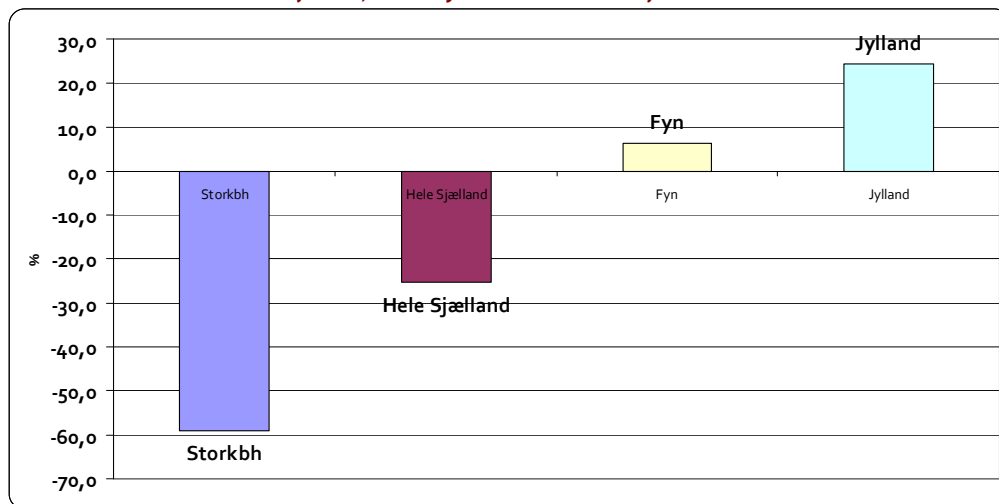 30,0
20,0
10,0
0,0
-10,0
-20,0
-30,0
-40,0
-50,0
-60,0
-70,0
%
Jylland
Fyn
Storkbh
Hele Sjælland
Fyn
Jylland
Hele Sjælland
Storkbh